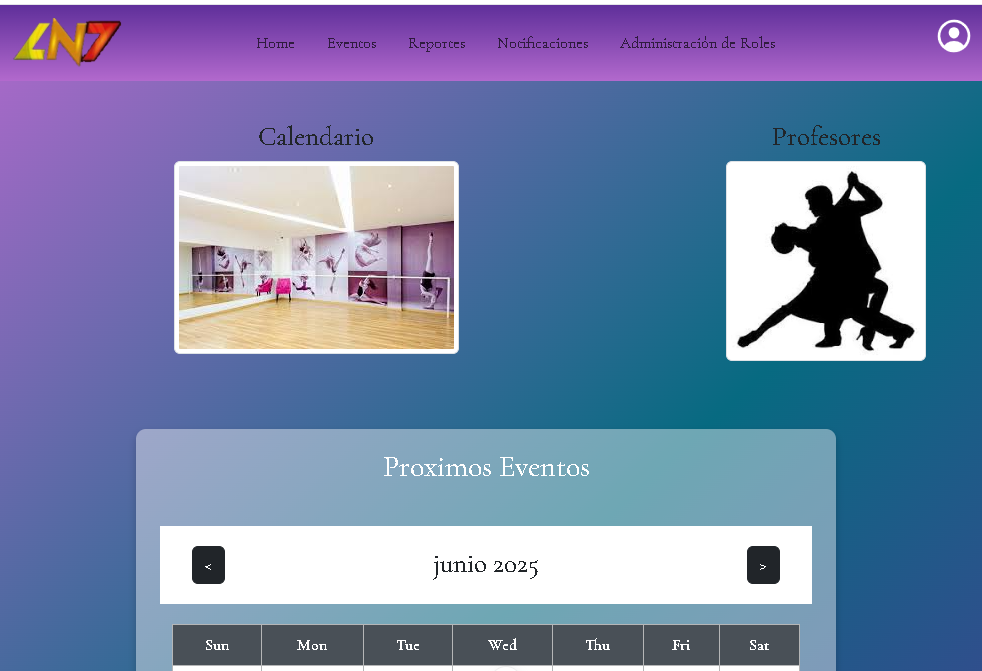 LN7
Home Eventos Reportes Notificaciones Administración de Roles
Calendario Profesores
Proximos Eventos
< junio 2025 >
Sun Mon Tue Wed Thu Fri Sat